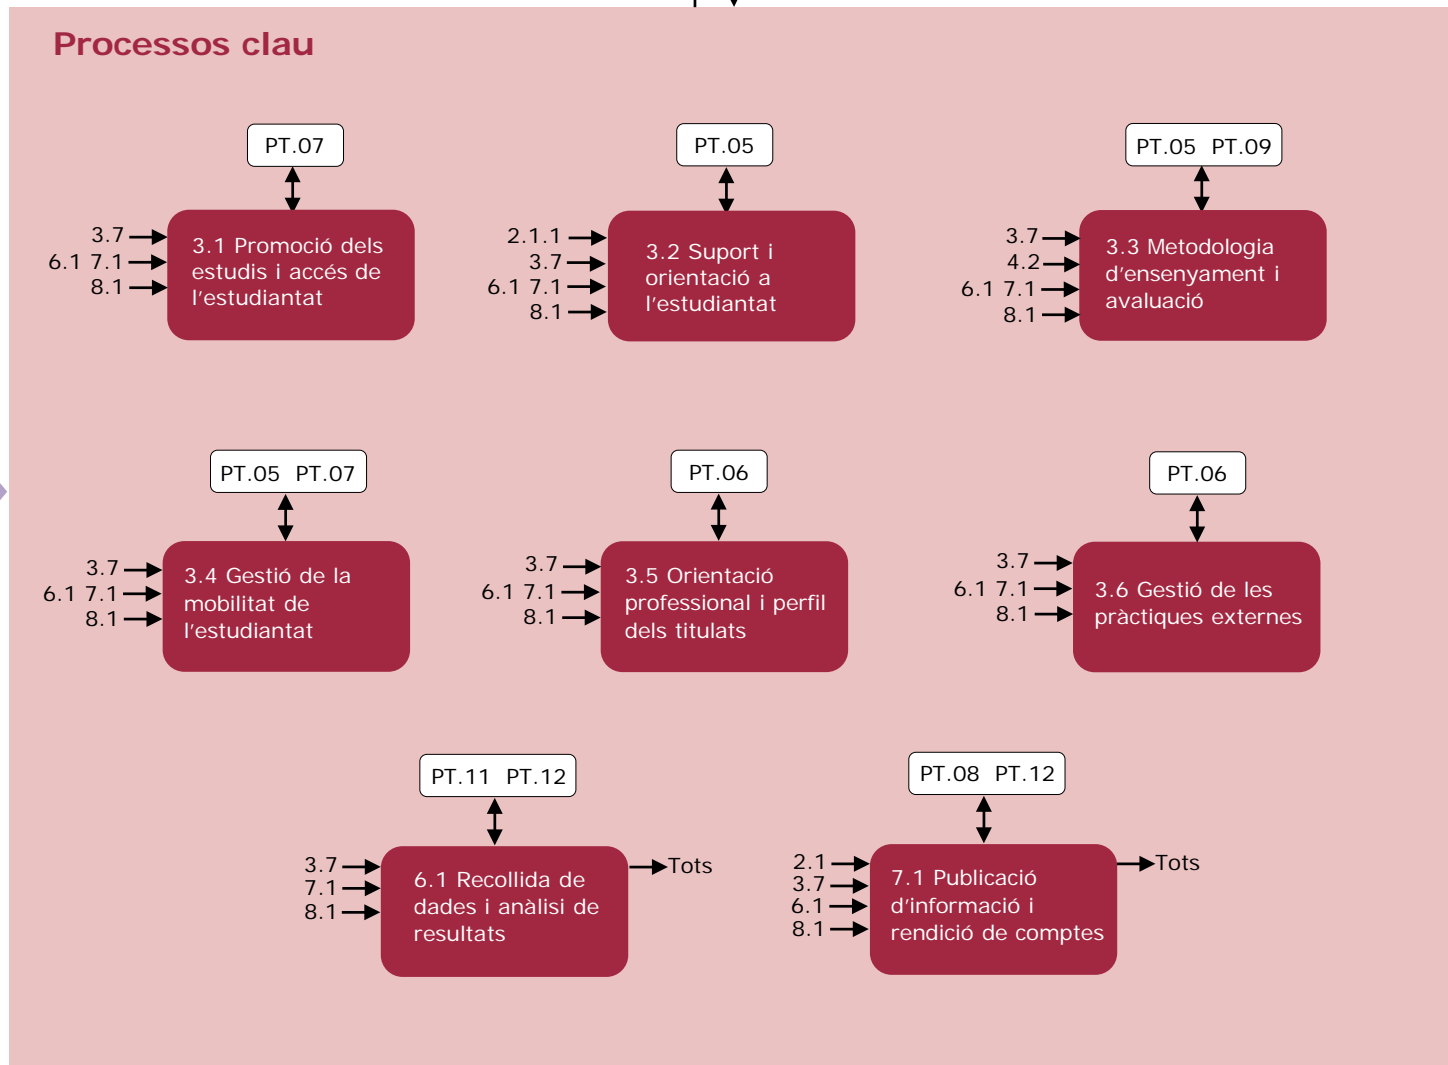 Processos clau
PT.07
3.7
6.1 7.1
8.1
3.1 Promoció dels
estudis i accés de
l'estudiantat
PT.05
2.1.1
3.7
6.1 7.1
8.1
3.2 Suport i
orientació a
l'estudiantat
PT.05 PT.09
3.7
4.2
6.1 7.1
8.1
3.3 Metodologia
d'ensenyament i
avaluació
PT.05 PT.07
3.7
6.1 7.1
8.1
3.4 Gestió de la
mobilitat de
l'estudiantat
PT.06
3.7
6.1 7.1
8.1
3.5 Orientació
professional i perfil
dels titulats
PT.06
3.7
6.1 7.1
8.1
3.6 Gestió de les
pràctiques externes
PT.11 PT.12
3.7
7.1
8.1
6.1 Recollida de
dades i anàlisi de
resultats
Tots
PT.08 PT.12
2.1
3.7
6.1
8.1
7.1 Publicació
d'informació i
rendició de comptes
Tots